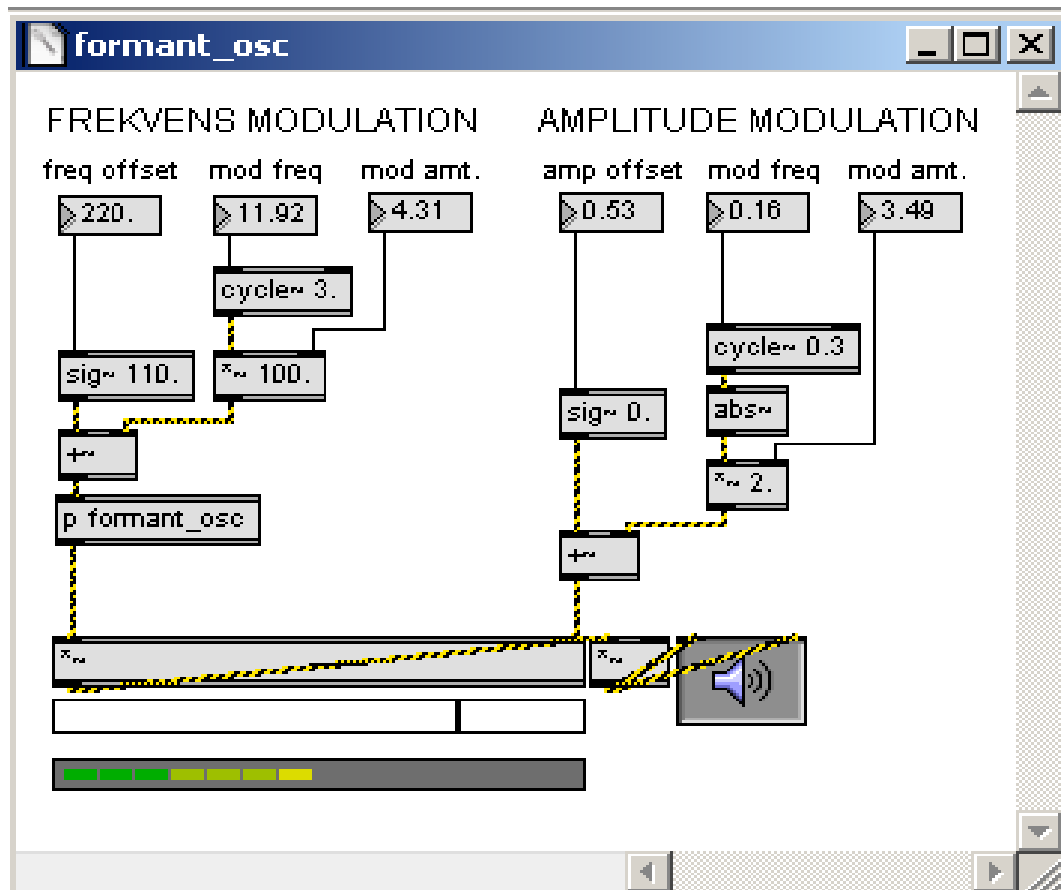 formant_osc
FREKVENS MODULATION AMPLITUDE MODULATION
freq offset mod freq mod amt. amp offset mod freq mod amt.
220. 11.92 4.31 0.53 0.16 3.49
cycle~ 3.
cycle~ 0.3
sig~ 110. *~ 100.
sig~ 0. abs~
+~
*~ 2.
p formant_osc
+~
*~ *~